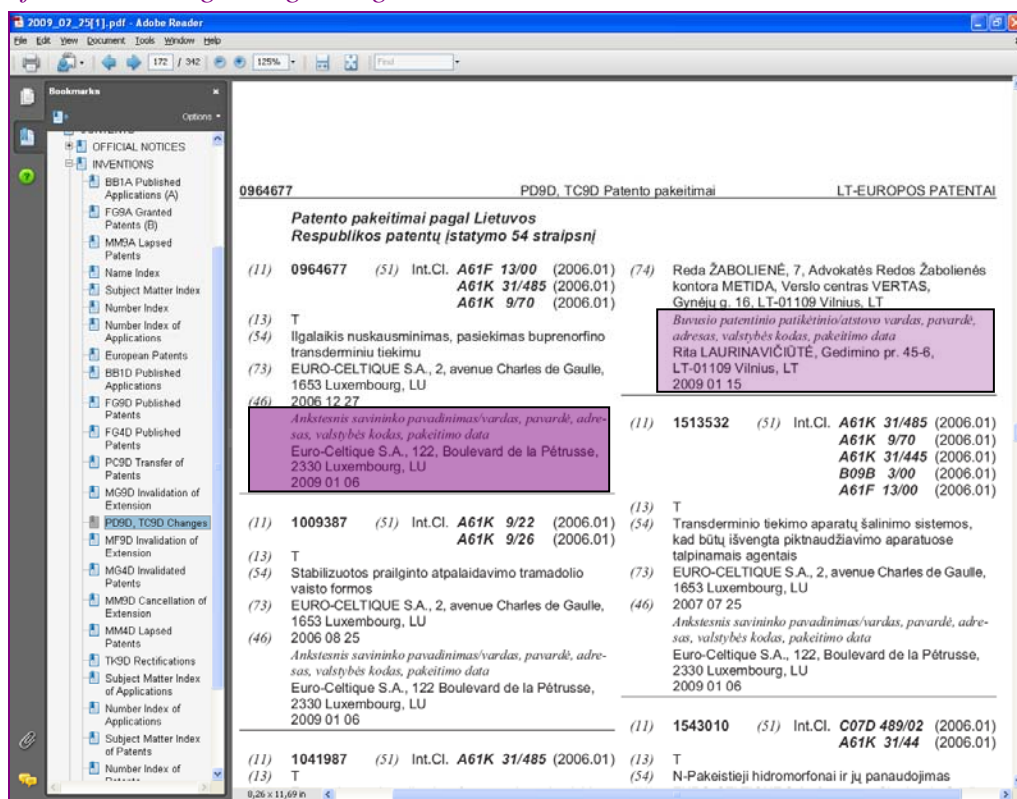 2009_02_25[1].pdf - Adobe Reader
File Edit View Document Tools Window Help
172 / 342
125%
Find
Bookmarks
Options
OFFICIAL NOTICES
INVENTIONS
BB1A Published
Applications (A)
FG9A Granted
Patents (B)
MM9A Lapsed
Patents
Name Index
Subject Matter Index
Number Index
Number Index of
Applications
European Patents
BB1D Published
Applications
FG9D Published
Patents
FG4D Published
Patents
PC9D Transfer of
Patents
MG9D Invalidation of
Extension
PD9D, TC9D Changes
MF9D Invalidation of
Extension
MG4D Invalidated
Patents
MM9D Cancellation of
Extension
MM4D Lapsed
Patents
TK9D Rectifications
Subject Matter Index
of Applications
Number Index of
Applications
Subject Matter Index
of Patents
Number Index of
0964677 PD9D, TC9D Patento pakeitimai LT-EUROPOS PATENTAI
Patento pakeitimai pagal Lietuvos
Respublikos patentų įstatymo 54 straipsnį
(11) 0964677 (51) Int.Cl. A61F 13/00 (2006.01)
A61K 31/485 (2006.01)
A61K 9/70 (2006.01)
(13) T
(54) Ilgalaikis nuskausminimas, pasiekimas buprenorfino
transderminiu tiekimu
(73) EURO-CELTIQUE S.A., 2, avenue Charles de Gaulle,
1653 Luxembourg, LU
(46) 2006 12 27
Ankstesnis savininko pavadinimas/vardas, pavardė, adre-
sas, valstybės kodas, pakeitimo data
Euro-Celtique S.A., 122, Boulevard de la Pétrusse,
2330 Luxembourg, LU
2009 01 06
(11) 1009387 (51) Int.Cl. A61K 9/22 (2006.01)
A61K 9/26 (2006.01)
(13) T
(54) Stabilizuotos prailginto atpalaidavimo tramadolio
vaisto formos
(73) EURO-CELTIQUE S.A., 2, avenue Charles de Gaulle,
1653 Luxembourg, LU
(46) 2006 08 25
Ankstesnis savininko pavadinimas/vardas, pavardė, adre-
sas, valstybės kodas, pakeitimo data
Euro-Celtique S.A., 122 Boulevard de la Pétrusse,
2330 Luxembourg, LU
2009 01 06
(11) 1041987 (51) Int.Cl. A61K 31/485 (2006.01)
(13) T
(74) Reda ŽABOLIENĖ, 7, Advokatės Redos Žabolienės
kontora METIDA, Verslo centras VERTAS,
Gynėjų g. 16, LT-01109 Vilnius, LT
Buvusio patentinio patikėtinio/atstovo vardas, pavardė,
adresas, valstybės kodas, pakeitimo data
Rita LAURINAVIČIŪTĖ, Gedimino pr. 45-6,
LT-01109 Vilnius, LT
2009 01 15
(11) 1513532 (51) Int.Cl. A61K 31/485 (2006.01)
A61K 9/70 (2006.01)
A61K 31/445 (2006.01)
B09B 3/00 (2006.01)
A61F 13/00 (2006.01)
(13) T
(54) Transderminio tiekimo aparatų šalinimo sistemos,
kad būtų išvengta piktnaudžiavimo aparatuose
talpinamais agentais
(73) EURO-CELTIQUE S.A., 2, avenue Charles de Gaulle,
1653 Luxembourg, LU
(46) 2007 07 25
Ankstesnis savininko pavadinimas/vardas, pavardė, adre-
sas, valstybės kodas, pakeitimo data
Euro-Celtique S.A., 122, Boulevard de la Pétrusse,
2330 Luxembourg, LU
2009 01 06
(11) 1543010 (51) Int.Cl. C07D 489/02 (2006.01)
A61K 31/44 (2006.01)
(13) T
(54) N-Pakeistieji hidromorfonai ir jų panaudojimas
8,26 x 11,69 in